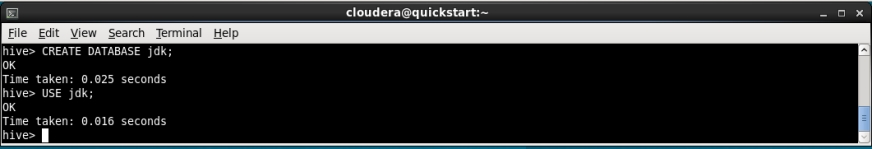 cloudera@quickstart:~
File Edit View Search Terminal Help
hive> CREATE DATABASE jdk;
OK
Time taken: 0.025 seconds
hive> USE jdk;
OK
Time taken: 0.016 seconds
hive>